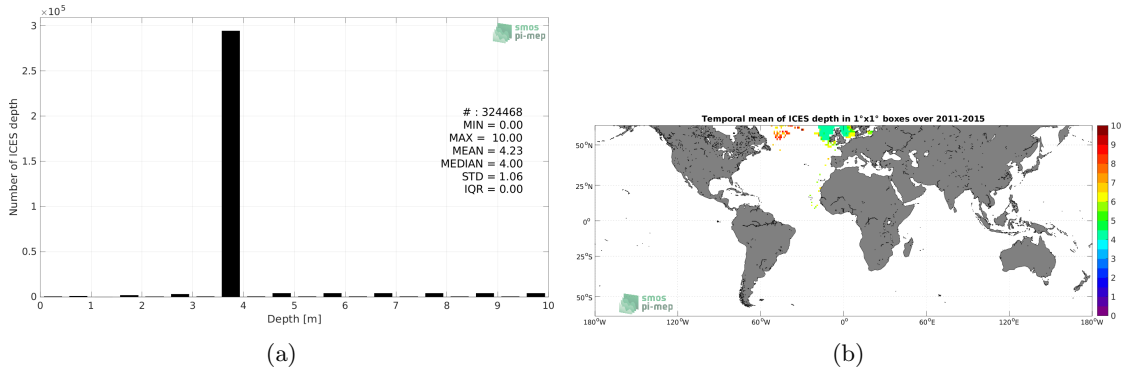 ×10⁵
3
2.5
2
1.5
1
0.5
0
Number of ICES depth
smos
pi-mep
# : 324468
MIN = 0.00
MAX = 10.00
MEAN = 4.23
MEDIAN = 4.00
STD = 1.06
IQR = 0.00
0 1 2 3 4 5 6 7 8 9 10
Depth [m]
(a)
Temporal mean of ICES depth in 1°x1° boxes over 2011-2015
50°N
25°N
0°
25°S
50°S
smos
pi-mep
180°W 120°W 60°W 0° 60°E 120°E 180°W
10
9
8
7
6
5
4
3
2
1
0
(b)